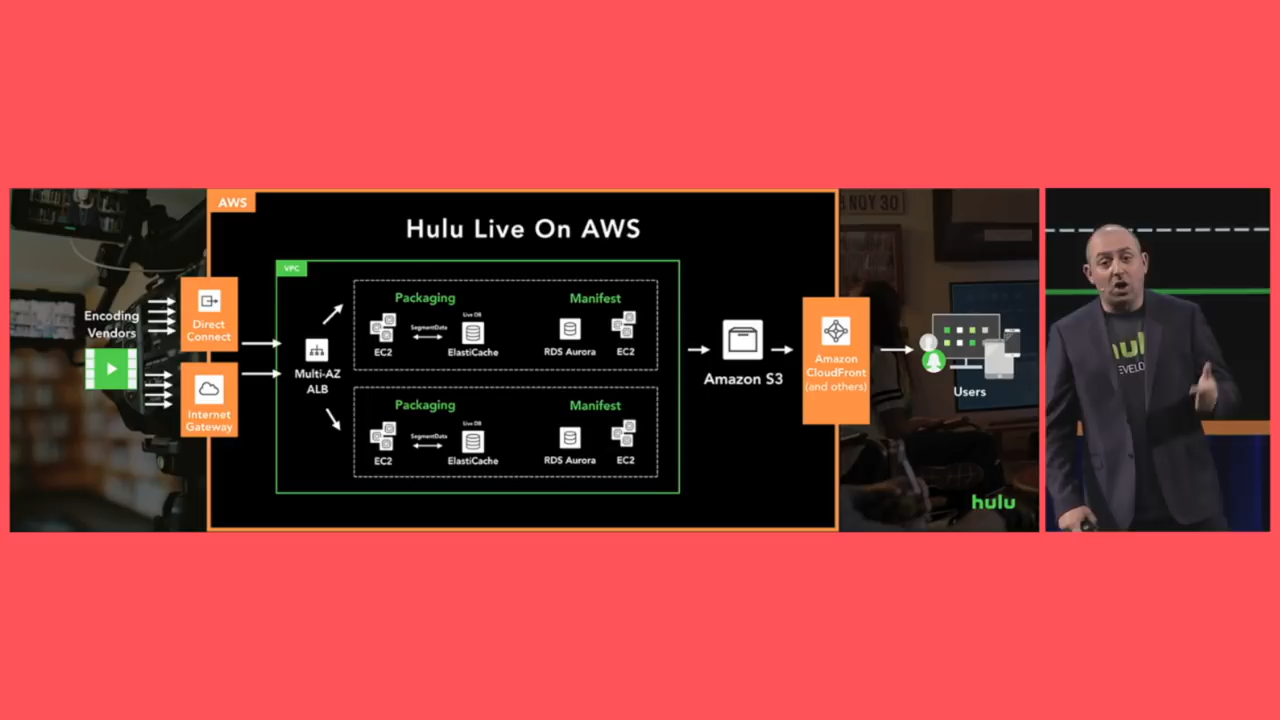 AWS
Hulu Live On AWS
NOV 30
VPC
Encoding
Vendors
Direct
Connect
Internet
Gateway
Multi-AZ
ALB
Packaging
Manifest
Live DB
SegmentData
EC2
ElastiCache
RDS Aurora
EC2
Packaging
Manifest
Live DB
SegmentData
EC2
ElastiCache
RDS Aurora
EC2
Amazon S3
Amazon
CloudFront
(and others)
Users
hulu